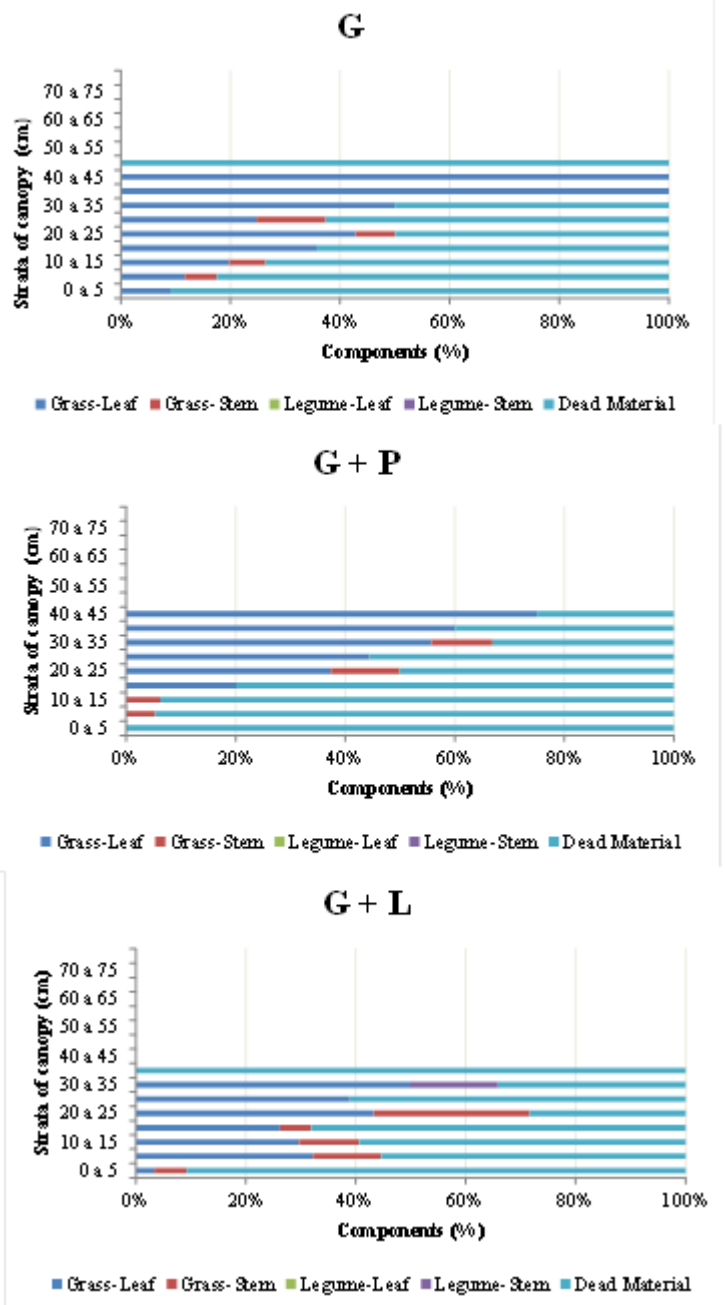 G
Strata of canopy (cm)
70 a 75
60 a 65
50 a 55
40 a 45
30 a 35
20 a 25
10 a 15
0 a 5
0% 20% 40% 60% 80% 100%
Components (%)
Grass-Leaf Grass-Stem Legume-Leaf Legume-Stem Dead Material
G + P
Strata of canopy (cm)
70 a 75
60 a 65
50 a 55
40 a 45
30 a 35
20 a 25
10 a 15
0 a 5
0% 20% 40% 60% 80% 100%
Components (%)
Grass-Leaf Grass-Stem Legume-Leaf Legume-Stem Dead Material
G + L
Strata of canopy (cm)
70 a 75
60 a 65
50 a 55
40 a 45
30 a 35
20 a 25
10 a 15
0 a 5
0% 20% 40% 60% 80% 100%
Components (%)
Grass-Leaf Grass-Stem Legume-Leaf Legume-Stem Dead Material